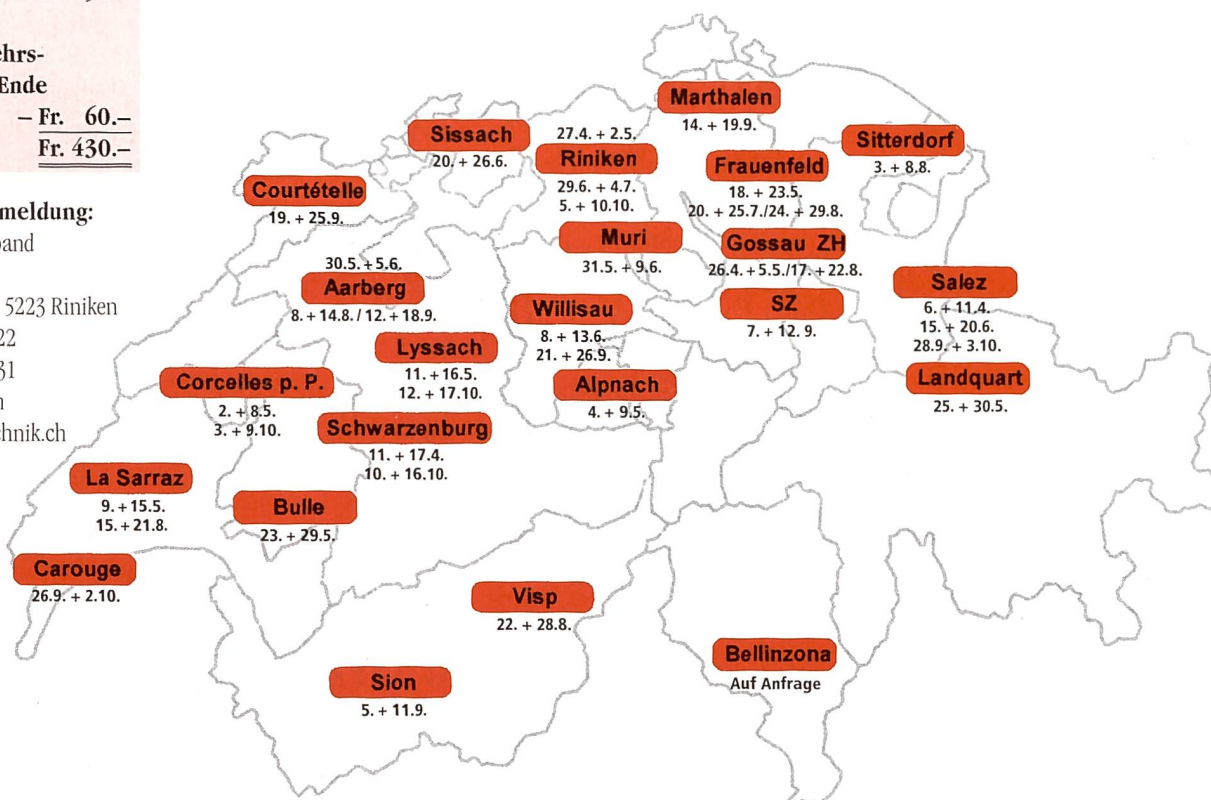 Ende
– Fr. 60.–
Fr. 430.–
5223 Riniken
Marthalen
14. + 19.9.
Sissach
20. + 26.6.
27.4. + 2.5.
Riniken
29.6. + 4.7.
5. + 10.10.
Sitterdorf
3. + 8.8.
Frauenfeld
18. + 23.5.
20. + 25.7./24. + 29.8.
Courtételle
19. + 25.9.
Muri
31.5. + 9.6.
Gossau ZH
26.4. + 5.5./17. + 22.8.
30.5. + 5.6.
Aarberg
8. + 14.8. / 12. + 18.9.
Willisau
8. + 13.6.
21. + 26.9.
SZ
7. + 12. 9.
Salez
6. + 11.4.
15. + 20.6.
28.9. + 3.10.
Lyssach
11. + 16.5.
12. + 17.10.
Corcelles p. P.
2. + 8.5.
3. + 9.10.
Alpnach
4. + 9.5.
Landquart
25. + 30.5.
Schwarzenburg
11. + 17.4.
10. + 16.10.
La Sarraz
9. + 15.5.
15. + 21.8.
Bulle
23. + 29.5.
Carouge
26.9. + 2.10.
Visp
22. + 28.8.
Sion
5. + 11.9.
Bellinzona
Auf Anfrage